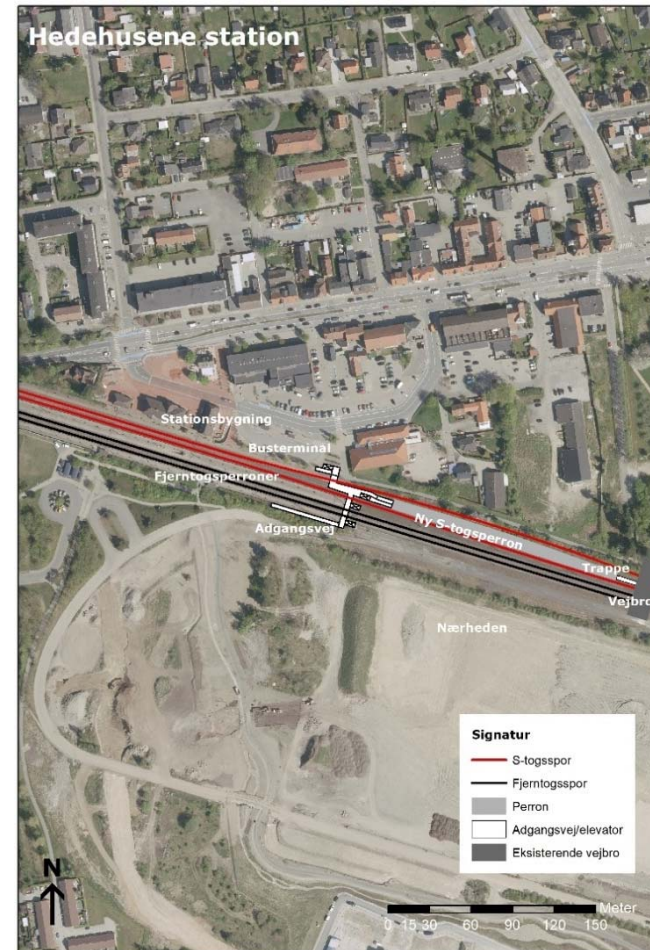 Hedehusene station
Stationsbygning
Busterminal
Fjerntogsperroner
Adgangsvej
Ny S-togsperron
Trappe
Vejbro
Nærheden
Signatur
S-togsspor
Fjerntogsspor
Perron
Adgangsvej/elevator
Eksisterende vejbro
N
Meter
0 15 30 60 90 120 150